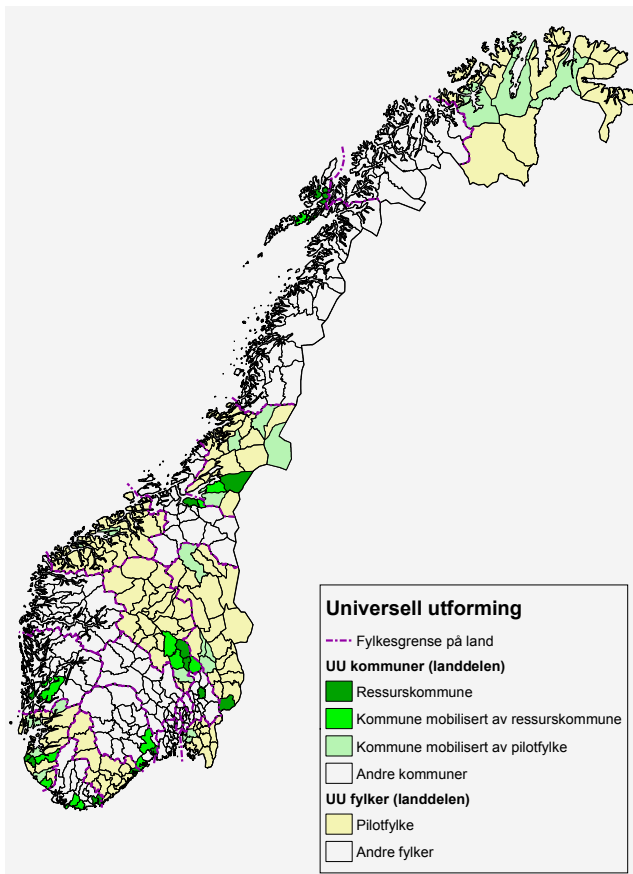 Universell utforming
Fylkesgrense på land
UU kommuner (landdelen)
Ressurskommune
Kommune mobilisert av ressurskommune
Kommune mobilisert av pilotfylke
Andre kommuner
UU fylker (landdelen)
Pilotfylke
Andre fylker